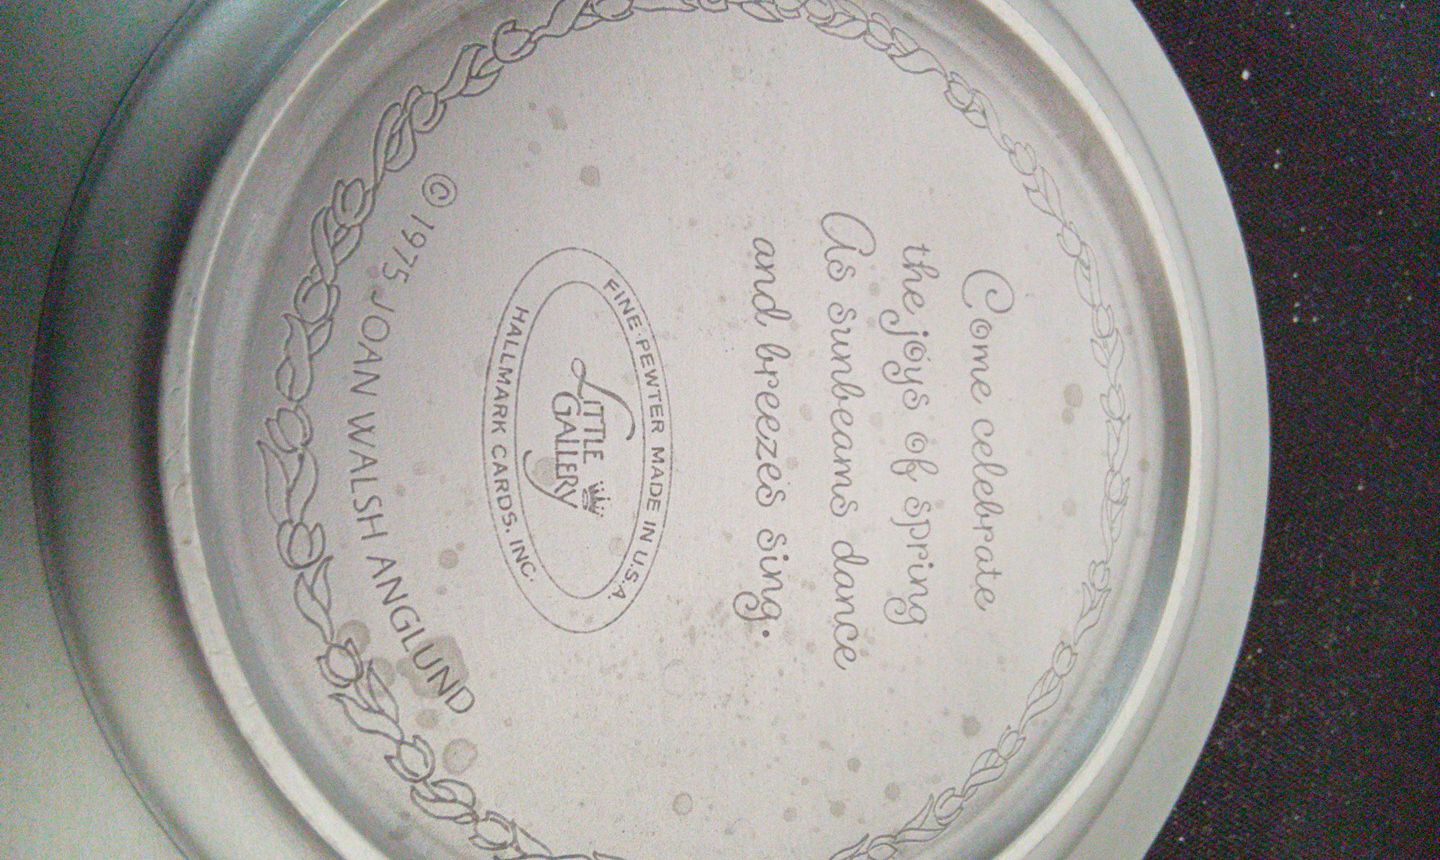 Come celebrate
the joys of spring
As sunbeams dance
and breezes sing.
FINE PEWTER MADE IN U.S.A.
LITTLE
GALLERY
HALLMARK CARDS, INC.
© 1975 JOAN WALSH ANGLUND